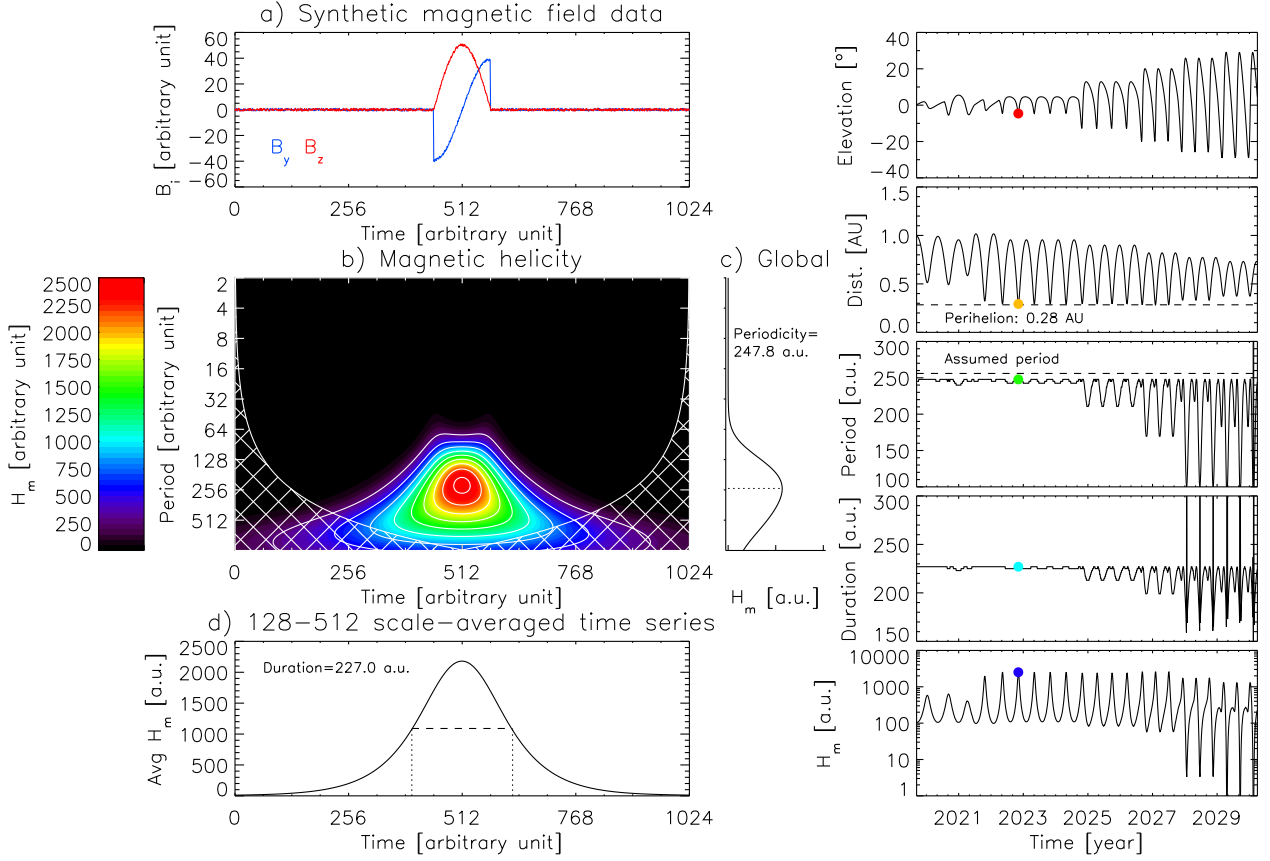 a) Synthetic magnetic field data
B_i [arbitrary unit]
60
40
20
0
−20
−40
−60
B_y B_z
0 256 512 768 1024
Time [arbitrary unit]
b) Magnetic helicity
H_m [arbitrary unit]
2500
2250
2000
1750
1500
1250
1000
750
500
250
0
Period [arbitrary unit]
2
4
8
16
32
64
128
256
512
0 256 512 768 1024
Time [arbitrary unit]
c) Global
Periodicity=
247.8 a.u.
H_m [a.u.]
d) 128−512 scale−averaged time series
Avg H_m [a.u.]
2500
2000
1500
1000
500
0
Duration=227.0 a.u.
0 256 512 768 1024
Time [arbitrary unit]
Elevation [°]
40
20
0
−20
−40
Dist. [AU]
1.5
1.0
0.5
0.0
Perihelion: 0.28 AU
Period [a.u.]
300
250
200
150
100
Assumed period
Duration [a.u.]
300
250
200
150
H_m [a.u.]
10000
1000
100
10
1
2021 2023 2025 2027 2029
Time [year]